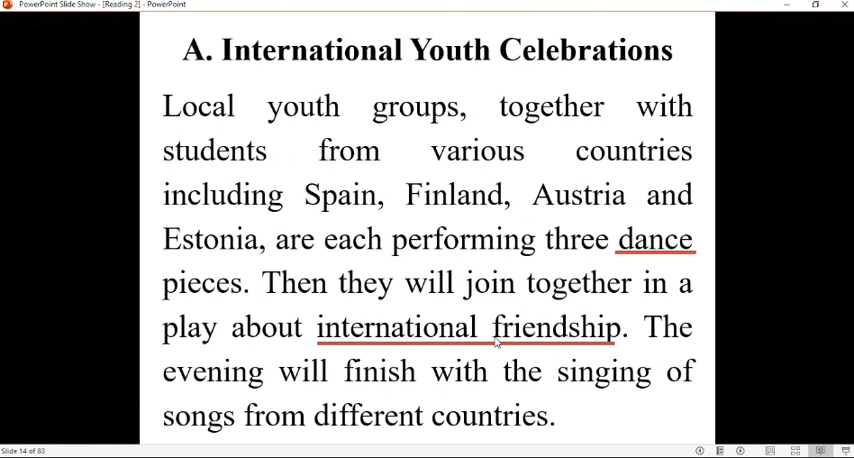 PowerPoint Slide Show - [Reading 2] - PowerPoint
A. International Youth Celebrations
Local youth groups, together with
students from various countries
including Spain, Finland, Austria and
Estonia, are each performing three dance
pieces. Then they will join together in a
play about international friendship. The
evening will finish with the singing of
songs from different countries.
Slide 14 of 83